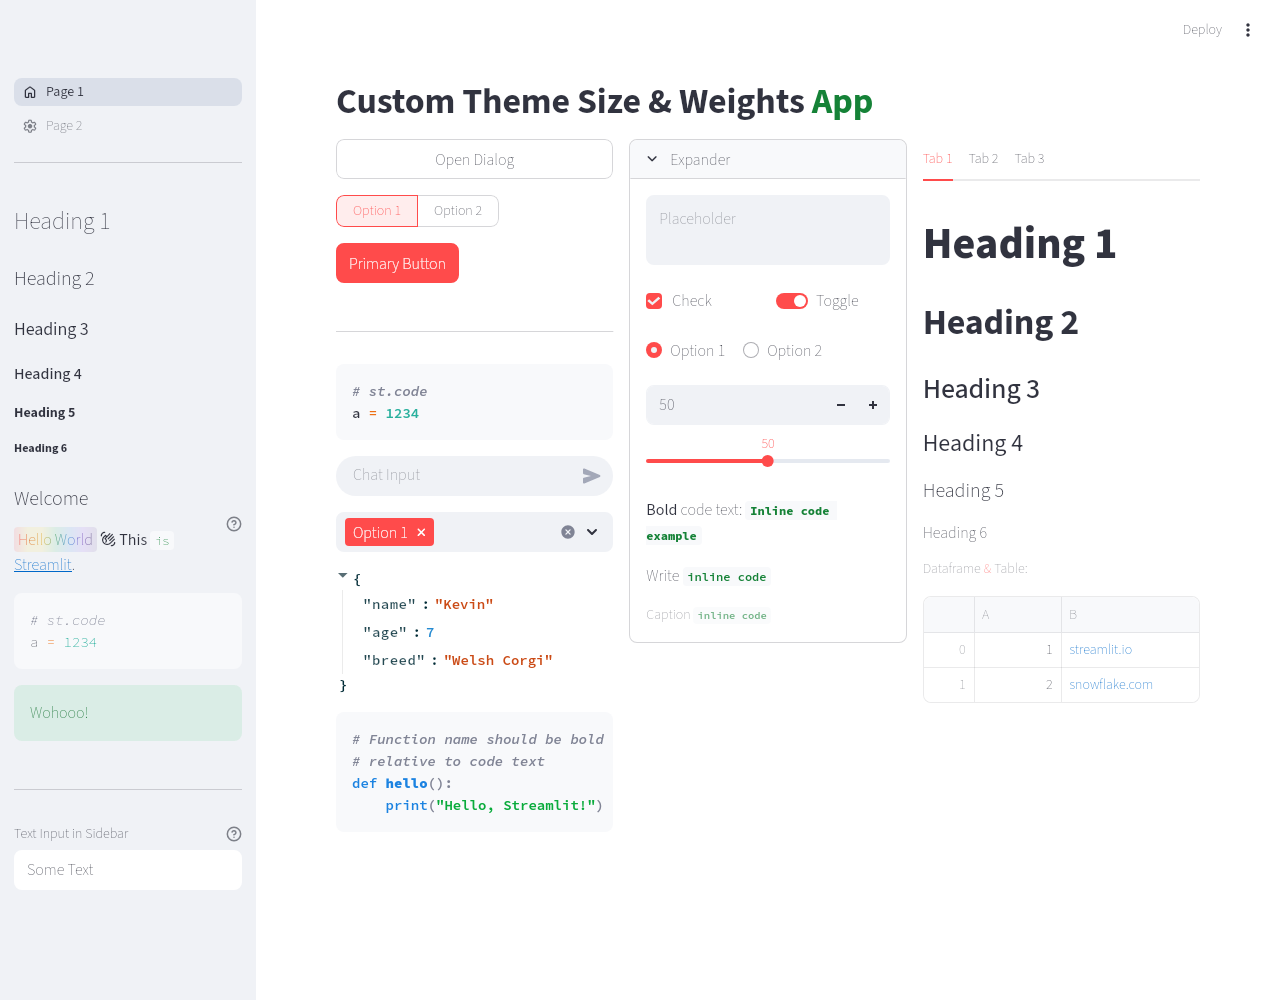 Deploy
Page 1
Page 2
Heading 1
Heading 2
Heading 3
Heading 4
Heading 5
Heading 6
Welcome
Hello World 👋 This is
Streamlit.
# st.code
a = 1234
Wohooo!
Text Input in Sidebar
Some Text
Custom Theme Size & Weights App
Open Dialog
Option 1 Option 2
Primary Button
# st.code
a = 1234
Chat Input
Option 1
{
"name" : "Kevin"
"age" : 7
"breed" : "Welsh Corgi"
}
# Function name should be bold
# relative to code text
def hello():
    print("Hello, Streamlit!")
Expander
Placeholder
Check Toggle
Option 1 Option 2
50
50
Bold code text: Inline code
example
Write inline code
Caption inline code
Tab 1 Tab 2 Tab 3
Heading 1
Heading 2
Heading 3
Heading 4
Heading 5
Heading 6
Dataframe & Table:
A B
0 1 streamlit.io
1 2 snowflake.com